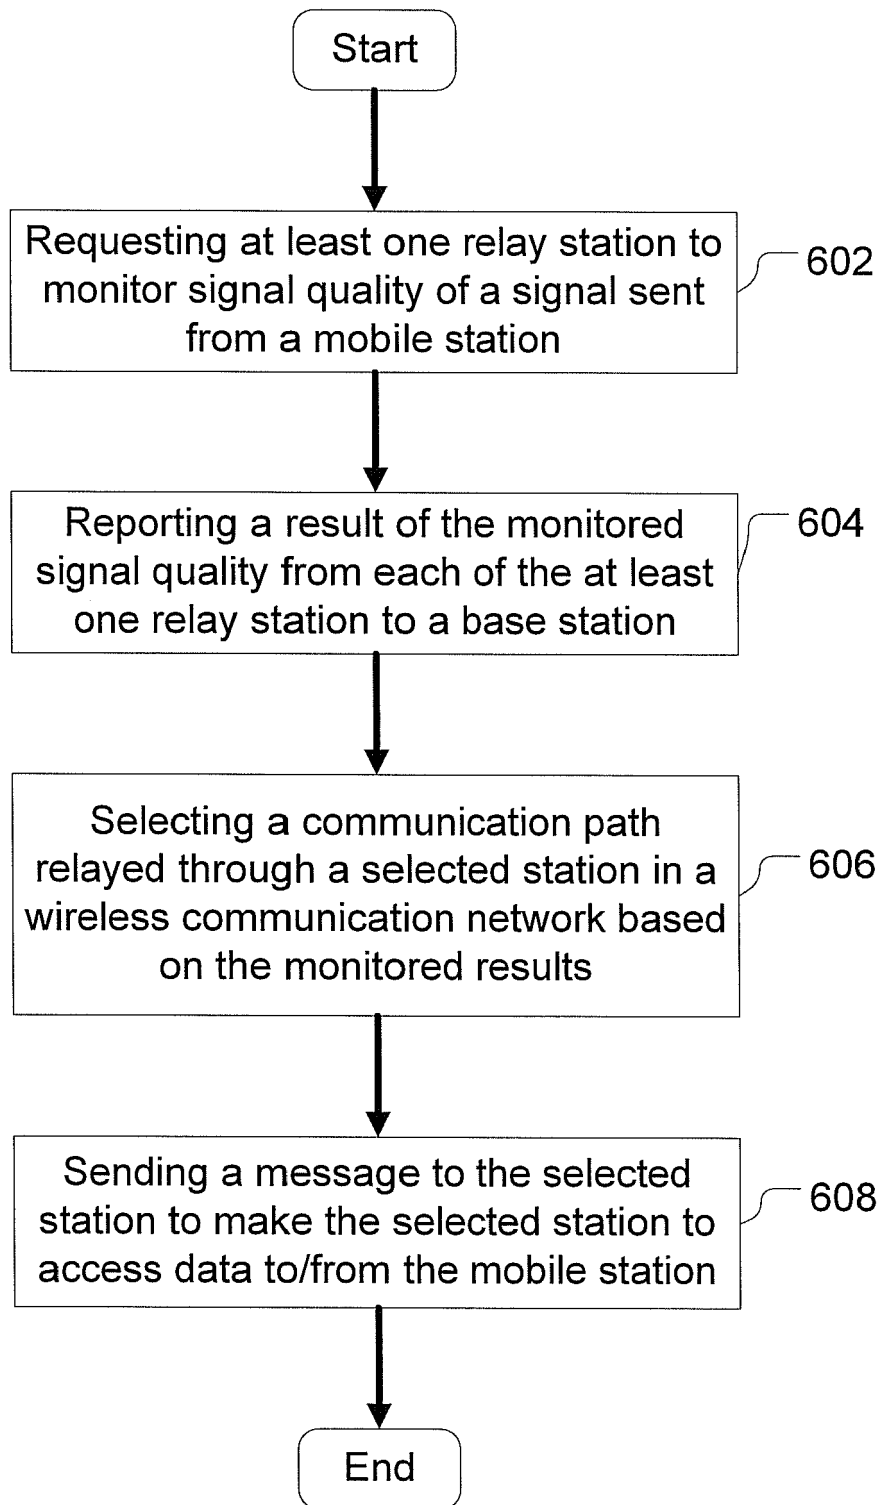 Start
Requesting at least one relay station to
monitor signal quality of a signal sent
from a mobile station
602
Reporting a result of the monitored
signal quality from each of the at least
one relay station to a base station
604
Selecting a communication path
relayed through a selected station in a
wireless communication network based
on the monitored results
606
Sending a message to the selected
station to make the selected station to
access data to/from the mobile station
608
End